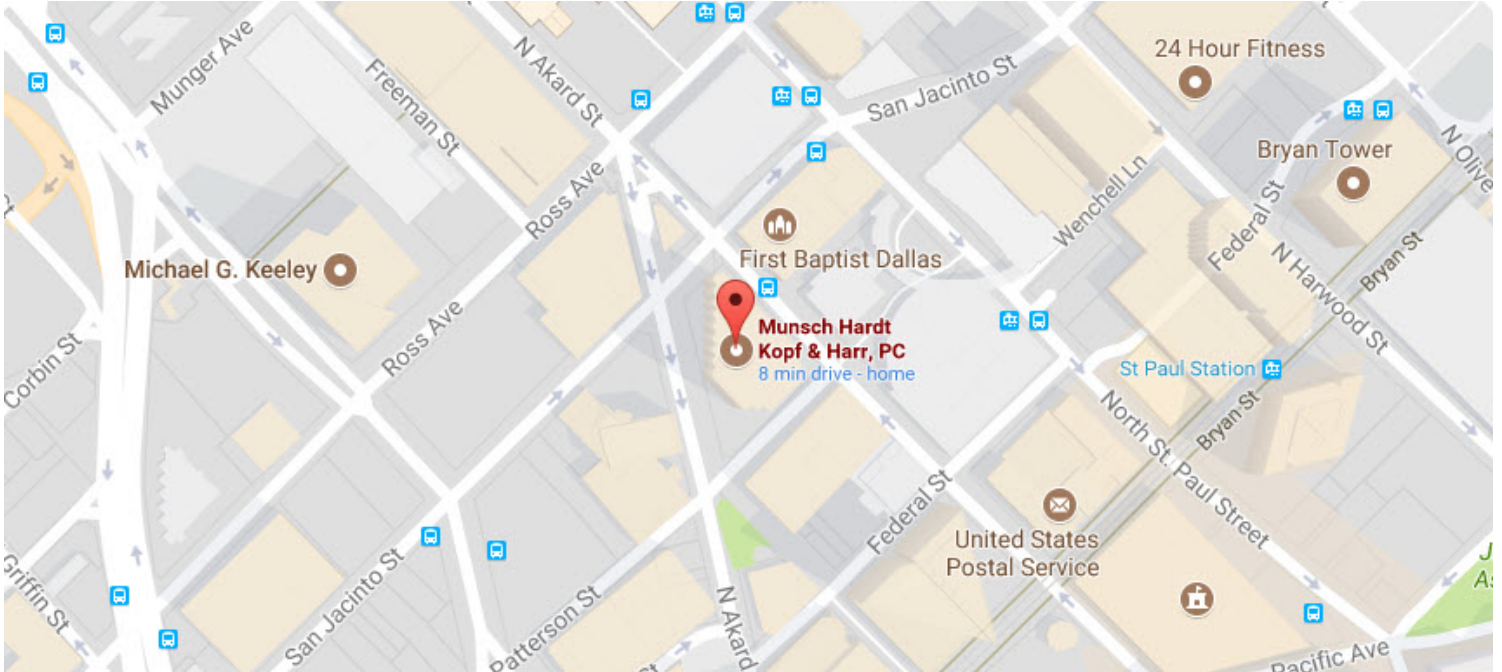 24 Hour Fitness
Munger Ave
N Akard St
Freeman St
San Jacinto St
Bryan Tower
N Olive
Ross Ave
Wenchell Ln
Federal St
First Baptist Dallas
Michael G. Keeley
N Harwood St
Bryan St
Munsch Hardt
Kopf & Harr, PC
8 min drive - home
Ross Ave
Corbin St
St Paul Station
Bryan St
North St. Paul Street
Federal St
United States
Postal Service
Griffin St
San Jacinto St
Patterson St
N Akard
Pacific Ave